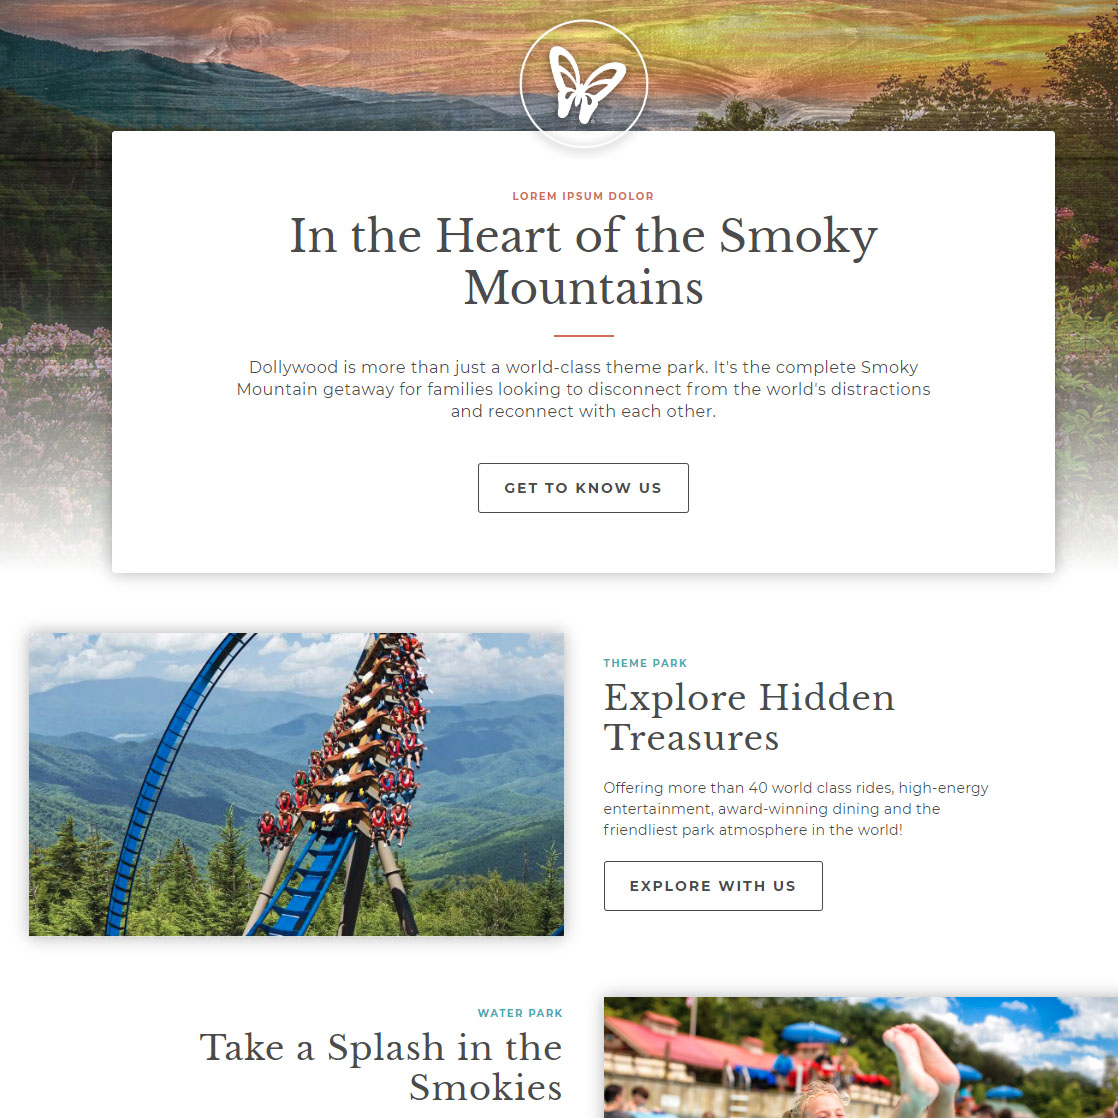 LOREM IPSUM DOLOR
In the Heart of the Smoky
Mountains
Dollywood is more than just a world-class theme park. It's the complete Smoky
Mountain getaway for families looking to disconnect from the world's distractions
and reconnect with each other.
GET TO KNOW US
THEME PARK
Explore Hidden
Treasures
Offering more than 40 world class rides, high-energy
entertainment, award-winning dining and the
friendliest park atmosphere in the world!
EXPLORE WITH US
WATER PARK
Take a Splash in the
Smokies